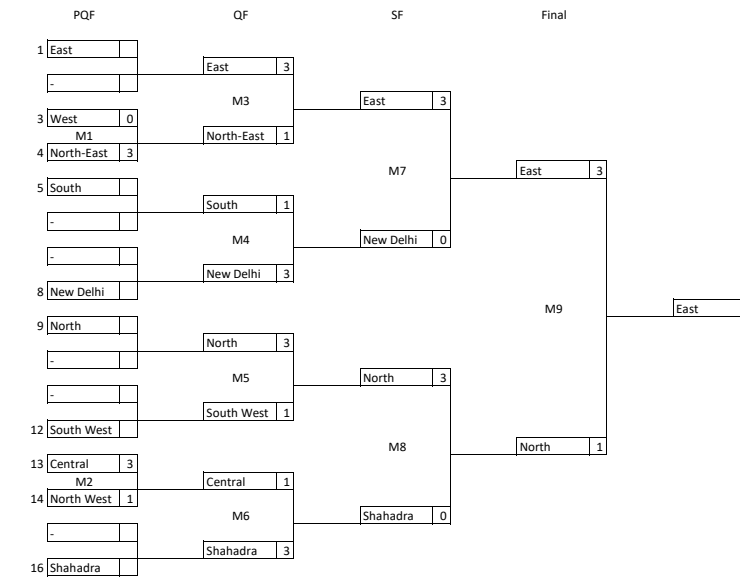 PQF QF SF Final
1 East
East 3
-
M3 East 3
3 West 0
M1 North-East 1
4 North-East 3
M7 East 3
5 South
South 1
-
M4 New Delhi 0
-
New Delhi 3
8 New Delhi
M9 East
9 North
North 3
-
M5 North 3
-
South West 1
12 South West
M8 North 1
13 Central 3
M2 Central 1
14 North West 1
M6 Shahadra 0
-
Shahadra 3
16 Shahadra